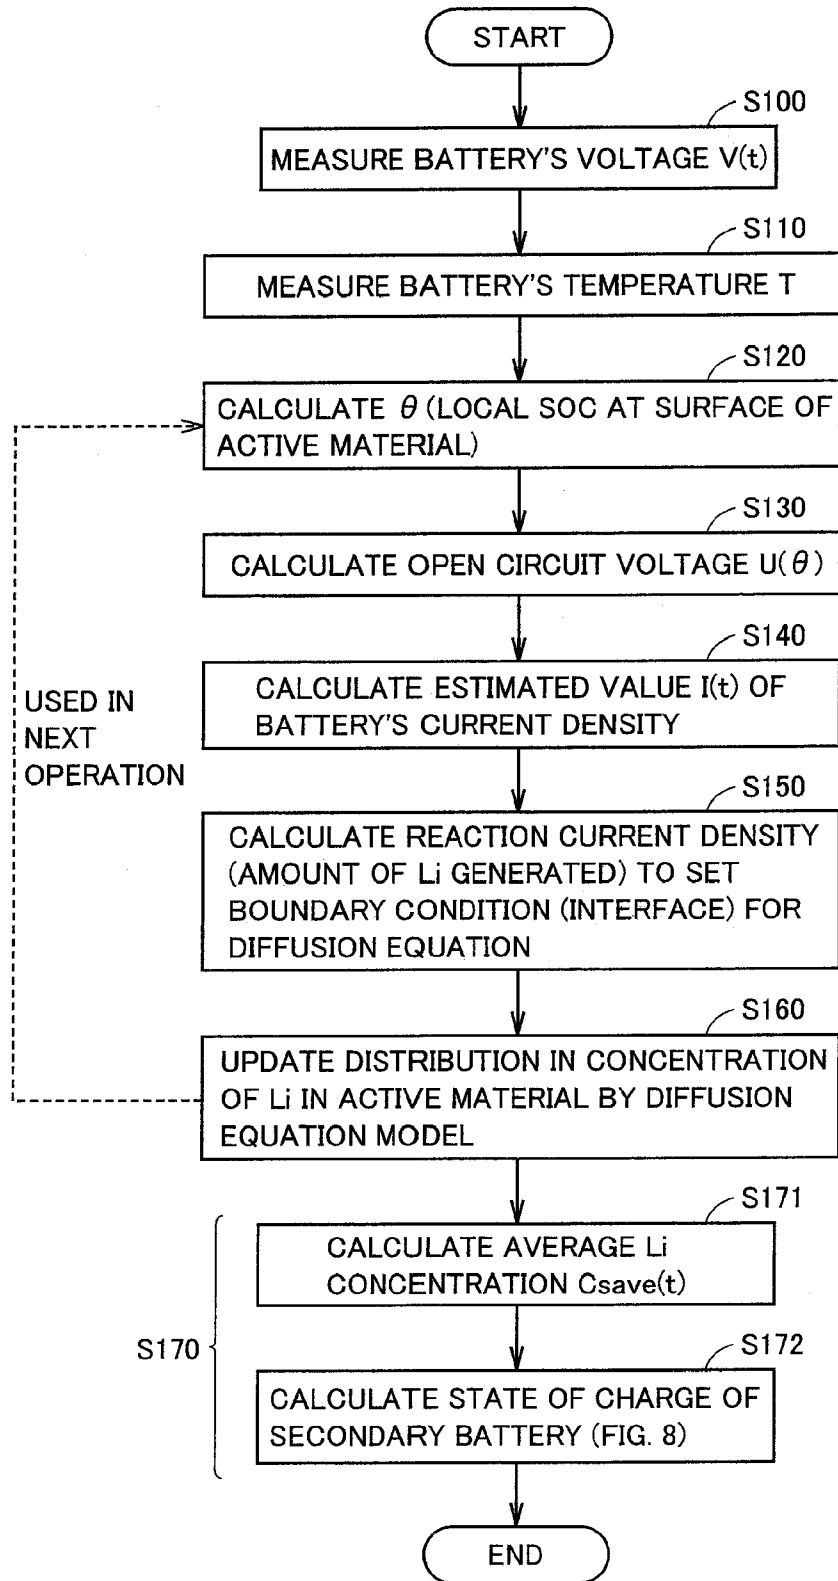 START
S100
MEASURE BATTERY'S VOLTAGE V(t)
S110
MEASURE BATTERY'S TEMPERATURE T
S120
CALCULATE θ (LOCAL SOC AT SURFACE OF
ACTIVE MATERIAL)
S130
CALCULATE OPEN CIRCUIT VOLTAGE U(θ)
S140
CALCULATE ESTIMATED VALUE I(t) OF
BATTERY'S CURRENT DENSITY
USED IN
NEXT
OPERATION
S150
CALCULATE REACTION CURRENT DENSITY
(AMOUNT OF Li GENERATED) TO SET
BOUNDARY CONDITION (INTERFACE) FOR
DIFFUSION EQUATION
S160
UPDATE DISTRIBUTION IN CONCENTRATION
OF Li IN ACTIVE MATERIAL BY DIFFUSION
EQUATION MODEL
S171
CALCULATE AVERAGE Li
CONCENTRATION Csave(t)
S170
S172
CALCULATE STATE OF CHARGE OF
SECONDARY BATTERY (FIG. 8)
END